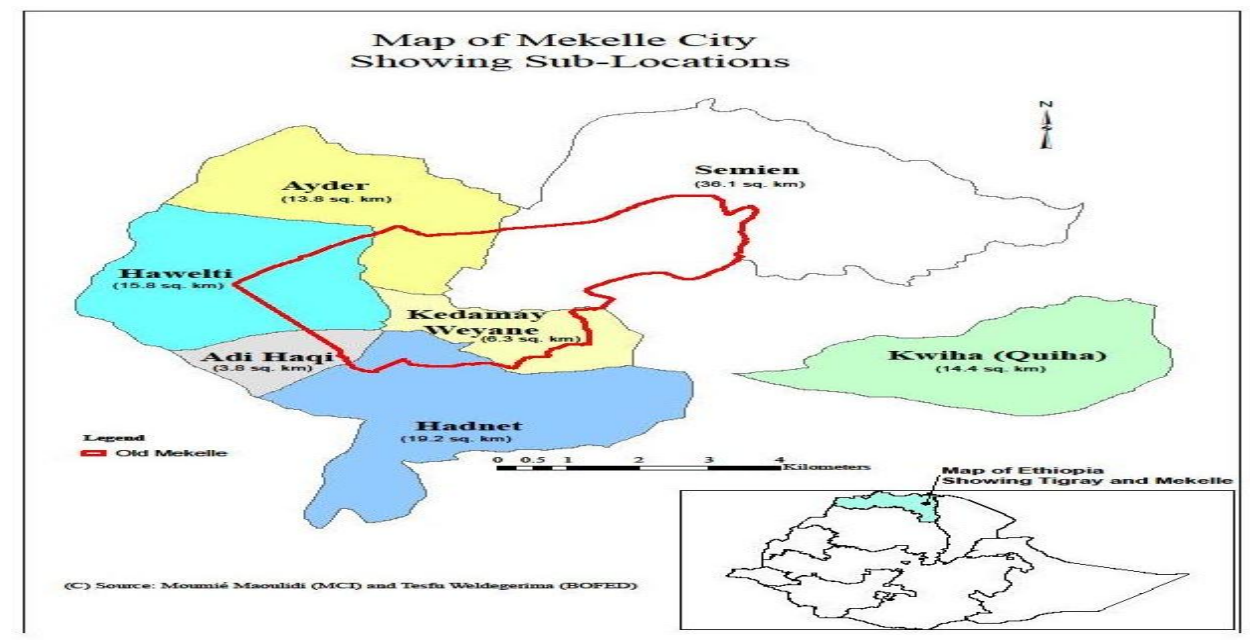 Map of Mekelle City
Showing Sub-Locations
N
Semien
(36.1 sq. km)
Ayder
(13.8 sq. km)
Hawelti
(15.8 sq. km)
Kedamay
Weyane
(6.3 sq. km)
Adi Haqi
(3.8 sq. km)
Kwiha (Quiha)
(14.4 sq. km)
Hadnet
(19.2 sq. km)
Legend
Old Mekelle
0 0.5 1 2 3 4
Kilometers
Map of Ethiopia
Showing Tigray and Mekelle
(C) Source: Moumié Maoulidi (MCI) and Tesfu Weldegerima (BOFED)